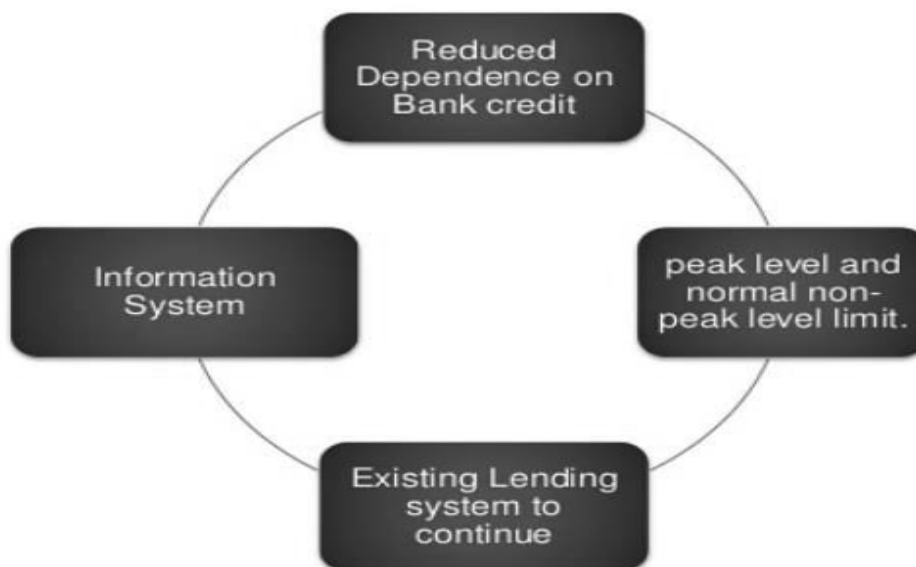 Reduced
Dependence on
Bank credit
peak level and
normal non-
peak level limit.
Existing Lending
system to
continue
Information
System